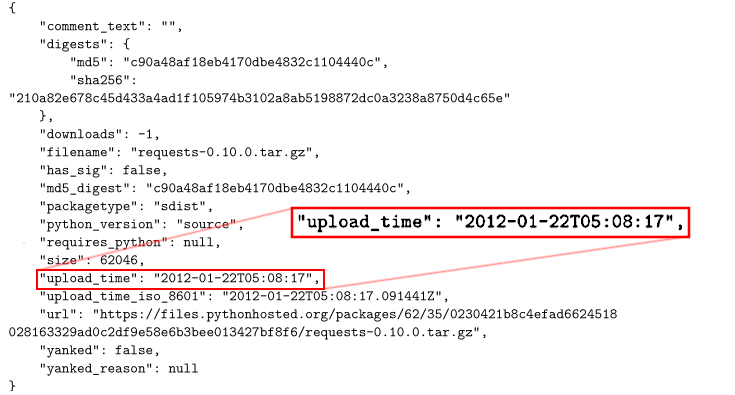 {
"comment_text": "",
"digests": {
"md5": "c90a48af18eb4170dbe4832c1104440c",
"sha256":
"210a82e678c45d433a4ad1f105974b3102a8ab5198872dc0a3238a8750d4c65e"
},
"downloads": -1,
"filename": "requests-0.10.0.tar.gz",
"has_sig": false,
"md5_digest": "c90a48af18eb4170dbe4832c1104440c",
"packagetype": "sdist",
"python_version": "source",
"upload_time": "2012-01-22T05:08:17",
"requires_python": null,
"size": 62046,
"upload_time": "2012-01-22T05:08:17",
"upload_time_iso_8601": "2012-01-22T05:08:17.091441Z",
"url": "https://files.pythonhosted.org/packages/62/35/0230421b8c4efad6624518
028163329ad0c2df9e58e6b3bee013427bf8f6/requests-0.10.0.tar.gz",
"yanked": false,
"yanked_reason": null
}